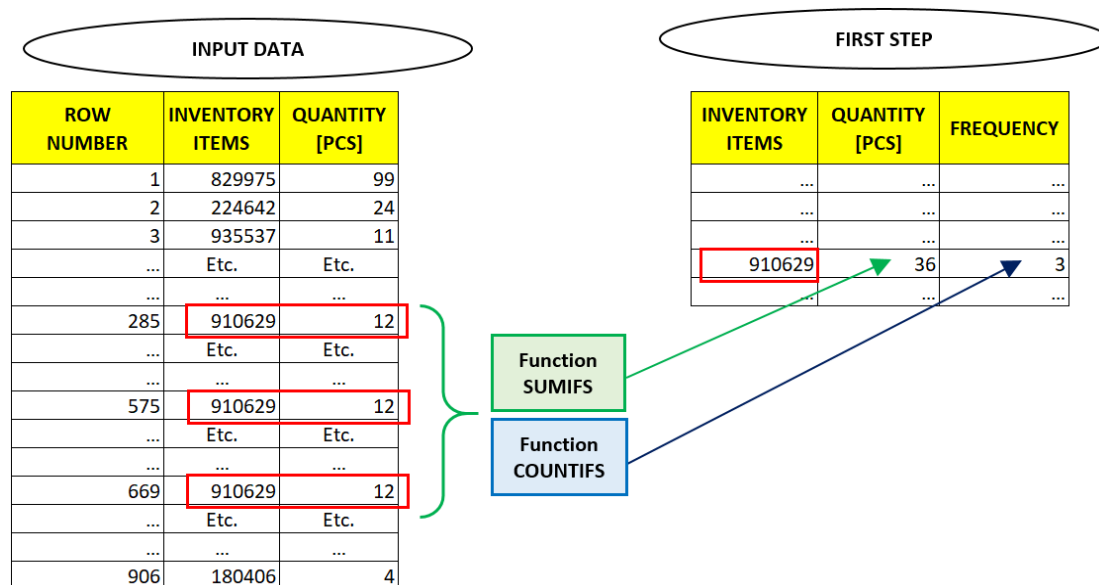 INPUT DATA
FIRST STEP
ROW NUMBER INVENTORY ITEMS QUANTITY [PCS]
1 829975 99
2 224642 24
3 935537 11
... Etc. Etc.
... ... ...
285 910629 12
... Etc. Etc.
... ... ...
575 910629 12
... Etc. Etc.
... ... ...
669 910629 12
... Etc. Etc.
... ... ...
906 180406 4
Function
SUMIFS
Function
COUNTIFS
INVENTORY ITEMS QUANTITY [PCS] FREQUENCY
... ... ...
... ... ...
... ... ...
910629 36 3
... ... ...